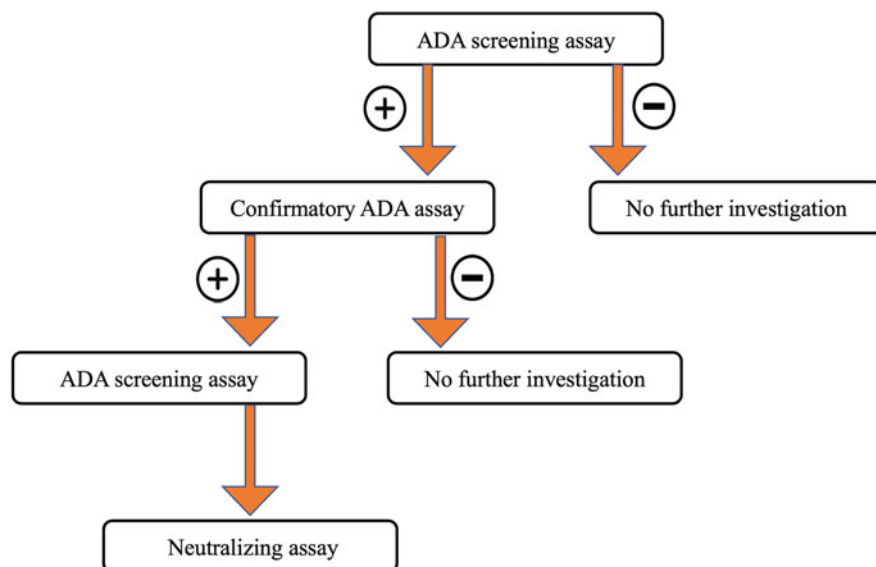 ADA screening assay
+
−
Confirmatory ADA assay
No further investigation
+
−
ADA screening assay
No further investigation
Neutralizing assay